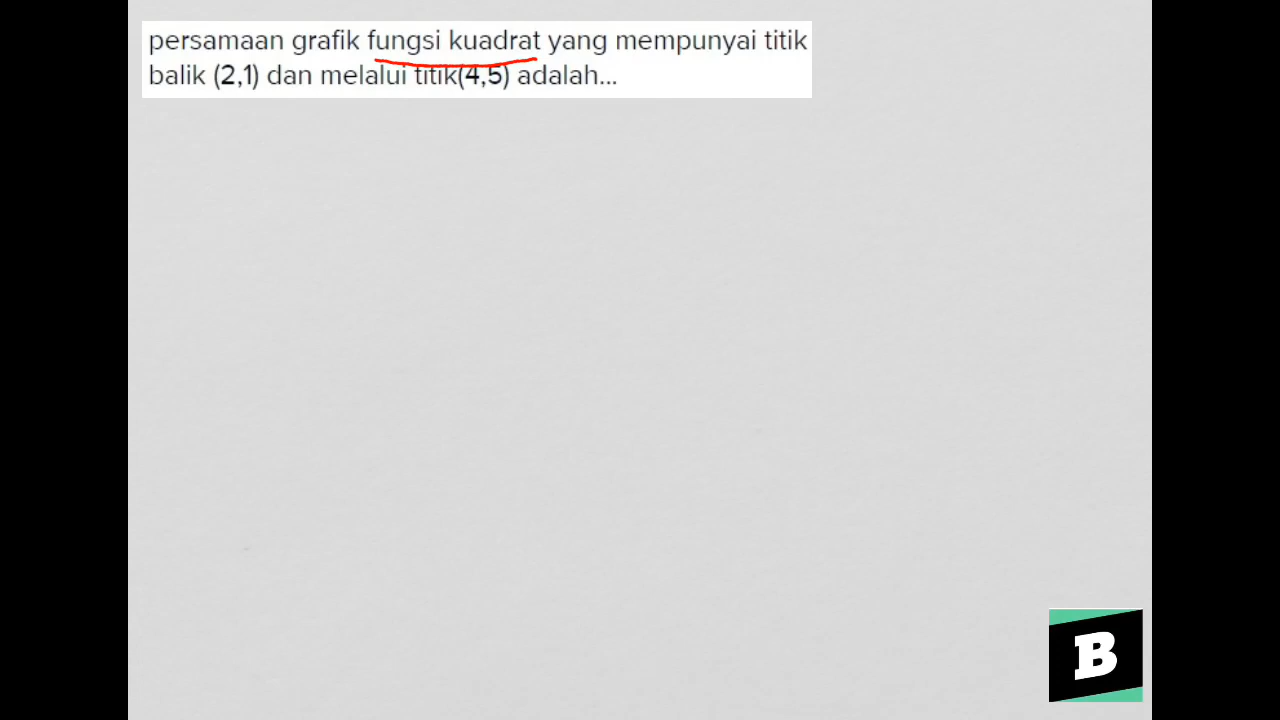 persamaan grafik fungsi kuadrat yang mempunyai titik
balik (2,1) dan melalui titik(4,5) adalah...
B